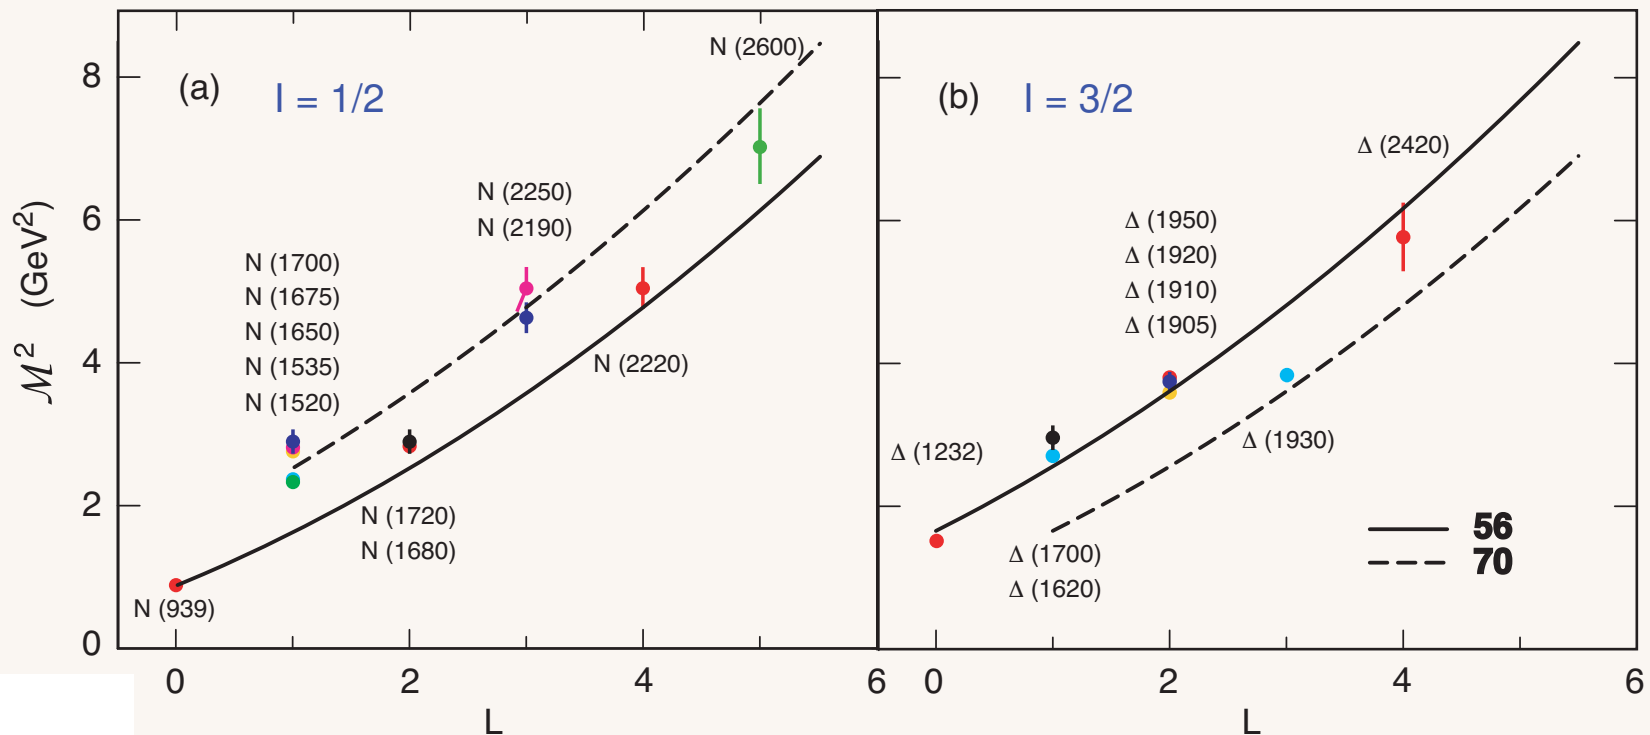 (a) I = 1/2
N (2600)
N (2250)
N (2190)
N (1700)
N (1675)
N (1650)
N (1535)
N (1520)
N (2220)
N (1720)
N (1680)
N (939)
ℳ² (GeV²)
8
6
4
2
0
0 2 4 6
L
(b) I = 3/2
Δ (2420)
Δ (1950)
Δ (1920)
Δ (1910)
Δ (1905)
Δ (1232)
Δ (1930)
Δ (1700)
Δ (1620)
56
70
0 2 4 6
L